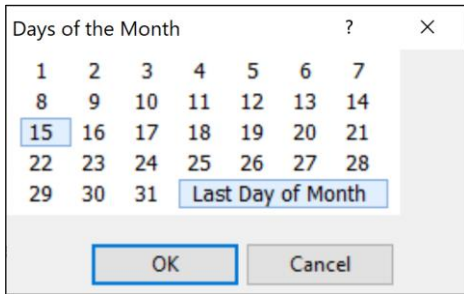 Days of the Month ? ×
1 2 3 4 5 6 7
8 9 10 11 12 13 14
15 16 17 18 19 20 21
22 23 24 25 26 27 28
29 30 31 Last Day of Month
OK Cancel